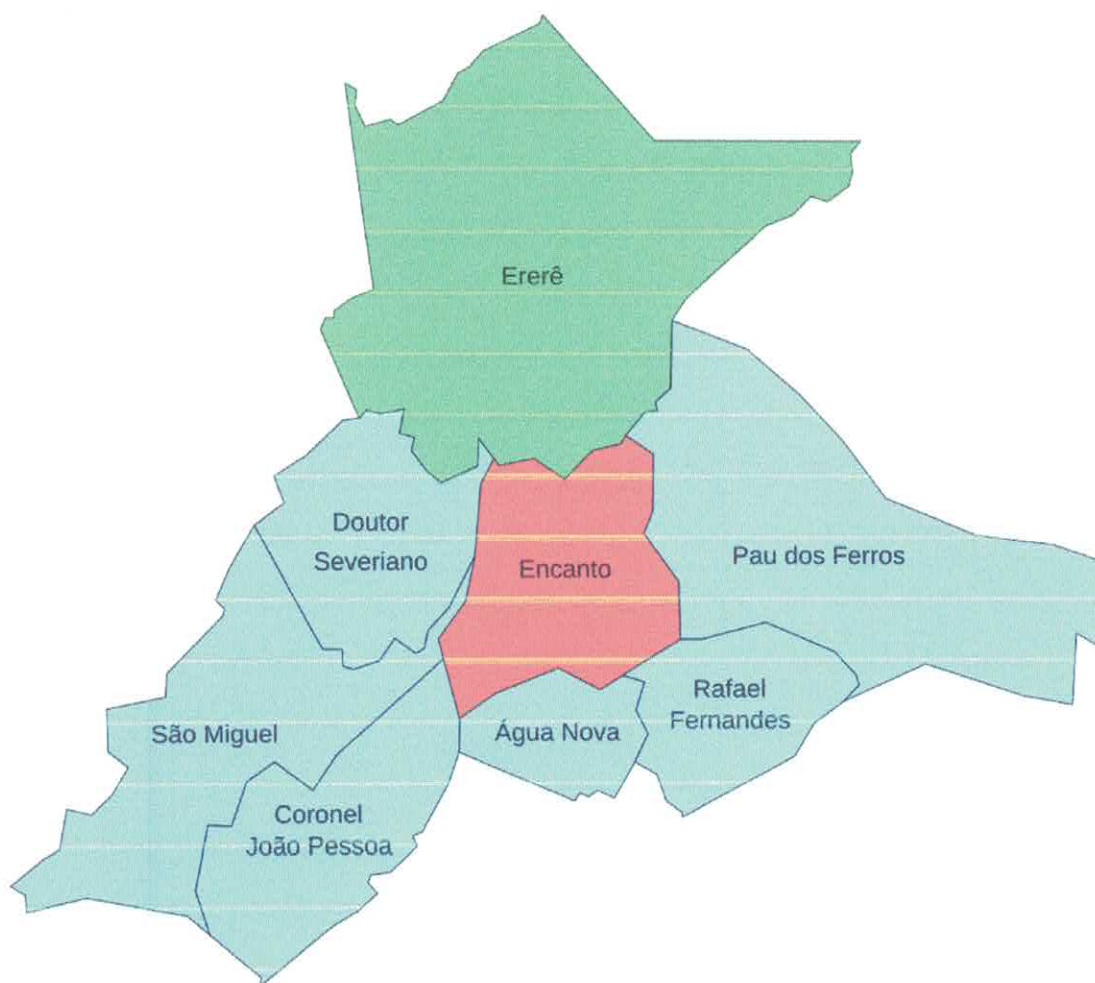 Ererê
Doutor
Severiano
Encanto
Pau dos Ferros
Rafael
Fernandes
São Miguel
Água Nova
Coronel
João Pessoa